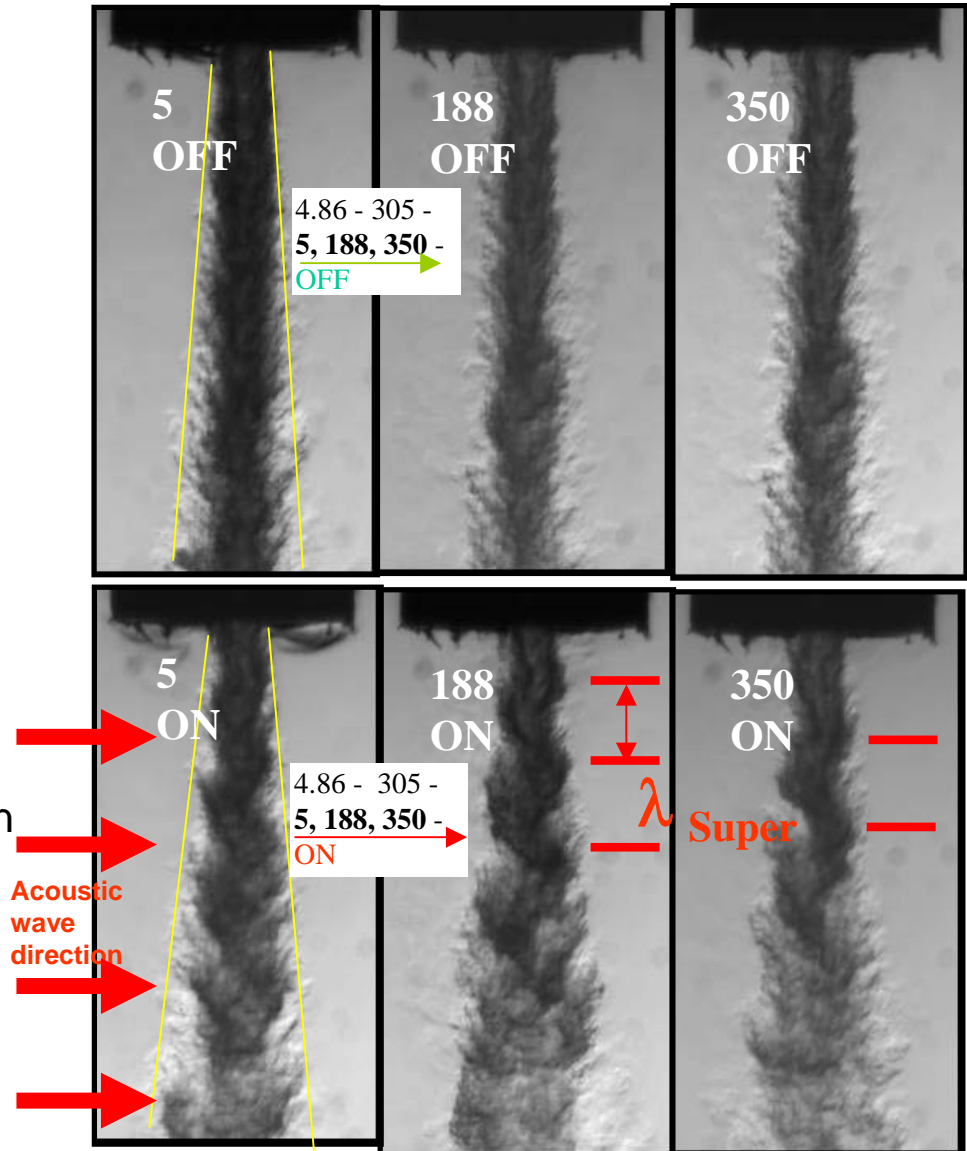 5
OFF
188
OFF
350
OFF
4.86 - 305 -
5, 188, 350 -
OFF
5
ON
188
ON
350
ON
4.86 - 305 -
5, 188, 350 -
ON
λ Super
n
Acoustic
wave
direction